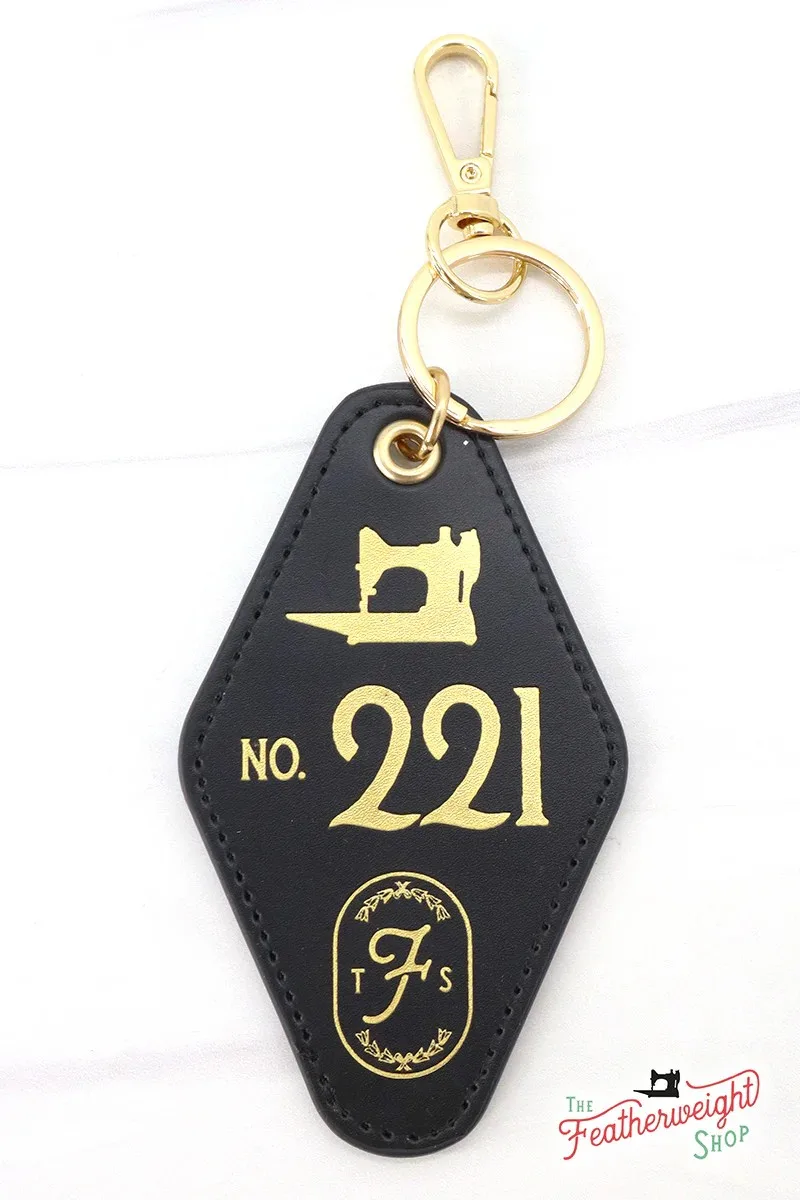 NO. 221
T F S
THE
Featherweight
SHOP